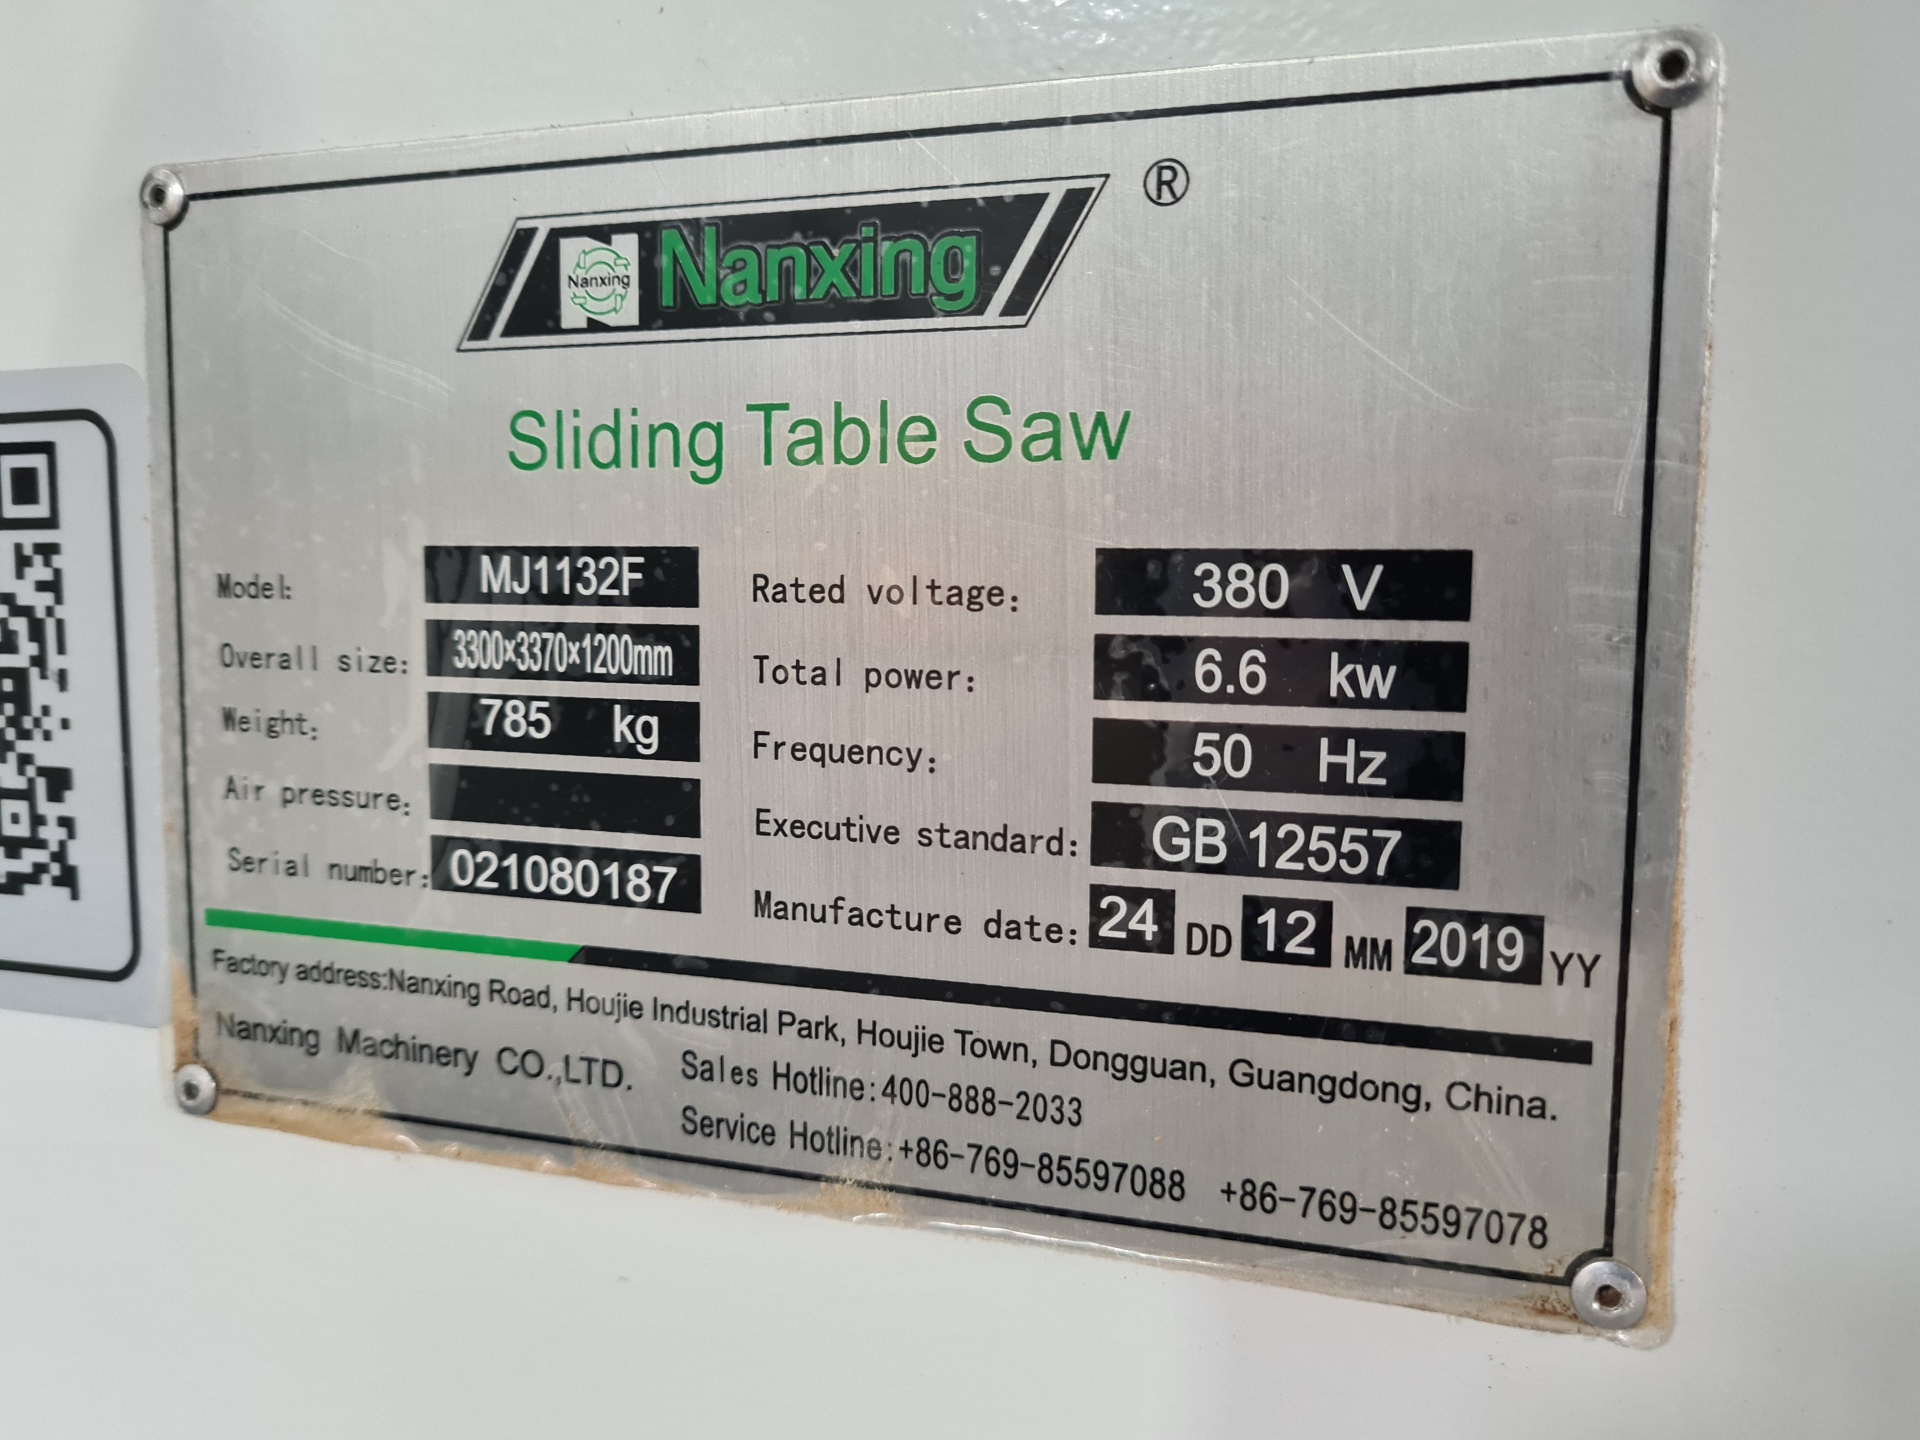 Nanxing Nanxing ®
Sliding Table Saw
Model: MJ1132F
Overall size: 3300×3370×1200mm
Weight: 785 kg
Air pressure:
Serial number: 021080187
Rated voltage: 380 V
Total power: 6.6 kw
Frequency: 50 Hz
Executive standard: GB 12557
Manufacture date: 24 DD 12 MM 2019 YY
Factory address:Nanxing Road, Houjie Industrial Park, Houjie Town, Dongguan, Guangdong, China.
Nanxing Machinery CO.,LTD. Sales Hotline:400-888-2033
Service Hotline:+86-769-85597088 +86-769-85597078